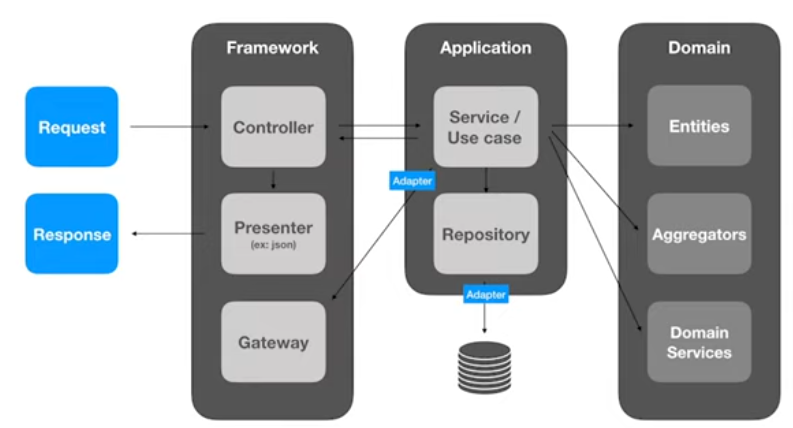 Framework
Application
Domain
Request
Controller
Service /
Use case
Entities
Adapter
Response
Presenter
(ex: json)
Repository
Aggregators
Adapter
Gateway
Domain
Services